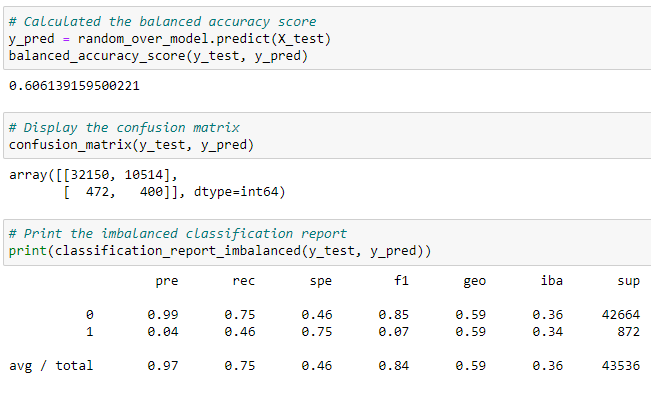 # Calculated the balanced accuracy score
y_pred = random_over_model.predict(X_test)
balanced_accuracy_score(y_test, y_pred)
0.606139159500221
# Display the confusion matrix
confusion_matrix(y_test, y_pred)
array([[32150, 10514],
       [  472,   400]], dtype=int64)
# Print the imbalanced classification report
print(classification_report_imbalanced(y_test, y_pred))
                   pre       rec       spe        f1       geo       iba       sup
          0       0.99      0.75      0.46      0.85      0.59      0.36     42664
          1       0.04      0.46      0.75      0.07      0.59      0.34       872
avg / total       0.97      0.75      0.46      0.84      0.59      0.36     43536